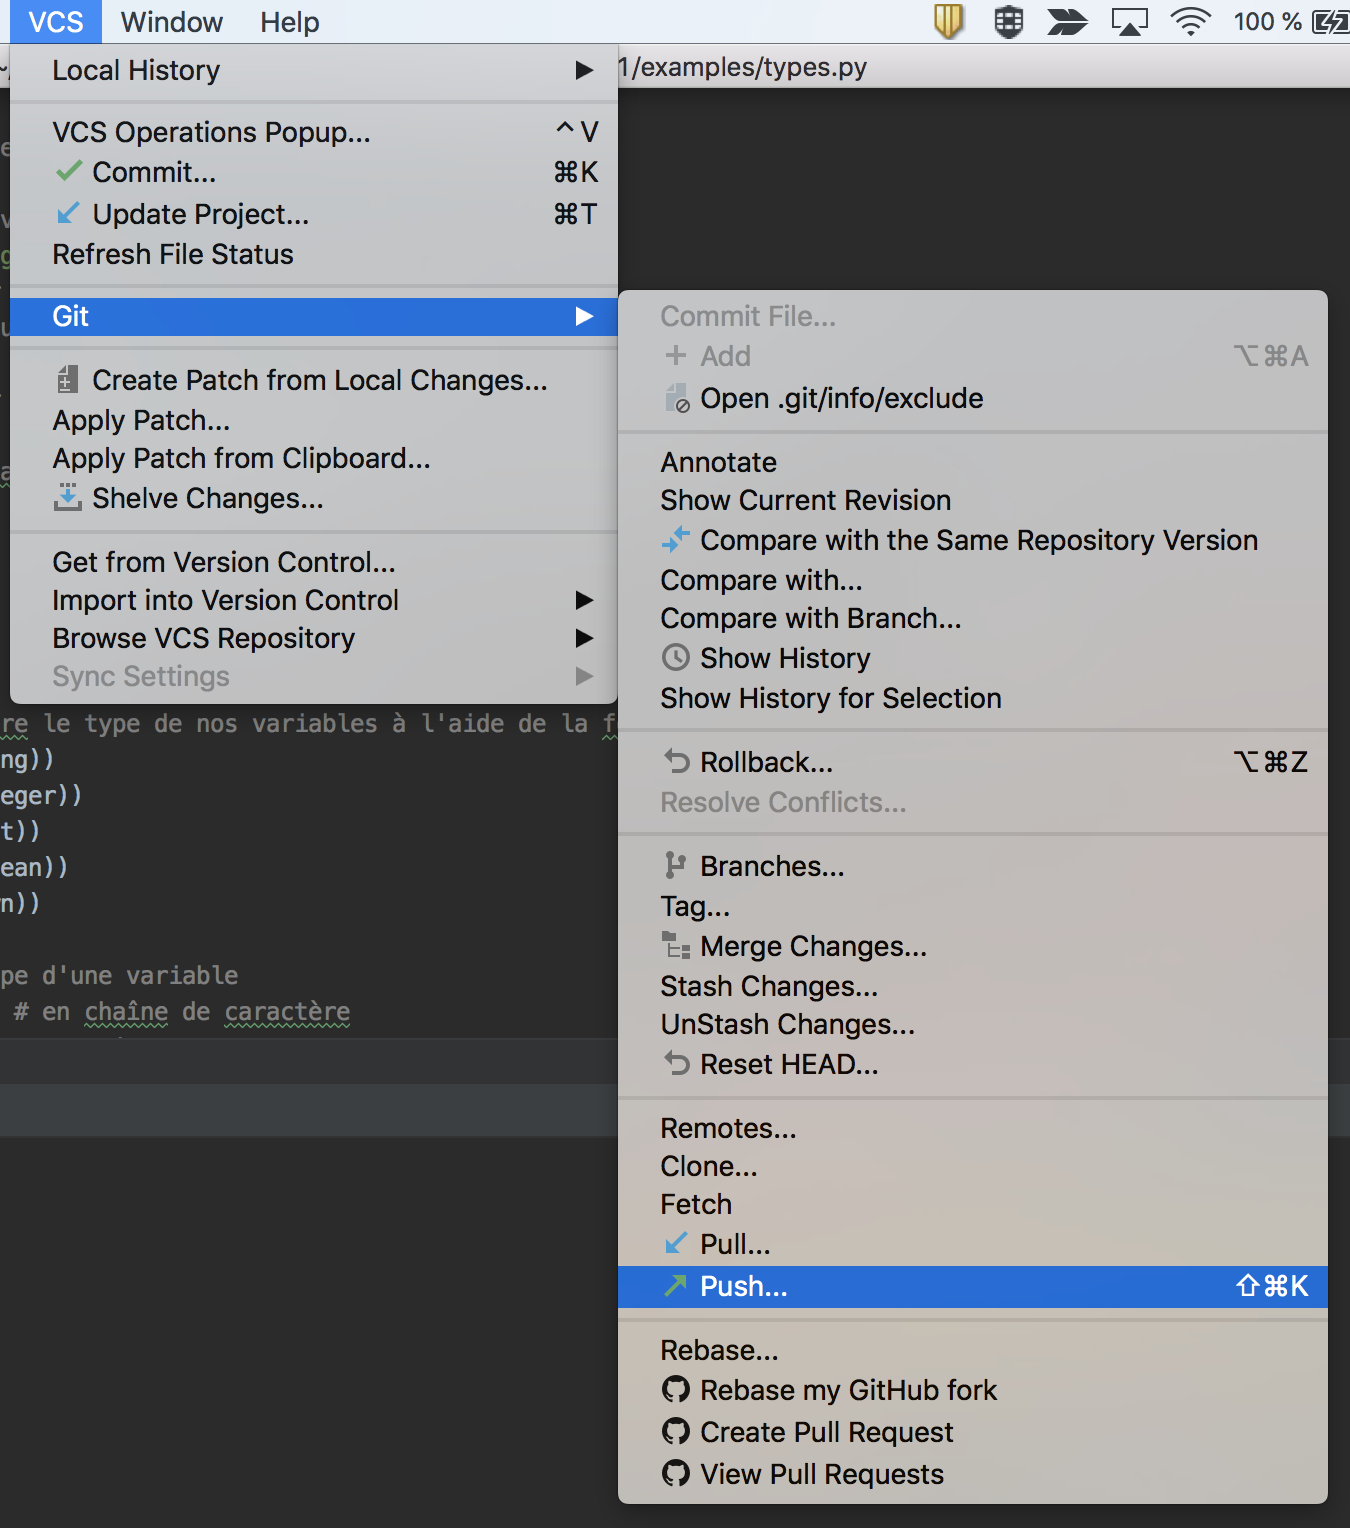 VCS Window Help 100 %
1/examples/types.py
Local History
VCS Operations Popup... ^V
Commit... ⌘K
Update Project... ⌘T
Refresh File Status
Git
Create Patch from Local Changes...
Apply Patch...
Apply Patch from Clipboard...
Shelve Changes...
Get from Version Control...
Import into Version Control
Browse VCS Repository
Sync Settings
Commit File...
Add ⌥⌘A
Open .git/info/exclude
Annotate
Show Current Revision
Compare with the Same Repository Version
Compare with...
Compare with Branch...
Show History
Show History for Selection
Rollback... ⌥⌘Z
Resolve Conflicts...
Branches...
Tag...
Merge Changes...
Stash Changes...
UnStash Changes...
Reset HEAD...
Remotes...
Clone...
Fetch
Pull...
Push... ⇧⌘K
Rebase...
Rebase my GitHub fork
Create Pull Request
View Pull Requests
re le type de nos variables à l'aide de la f
ng))
eger))
t))
ean))
n))
pe d'une variable
# en chaîne de caractère